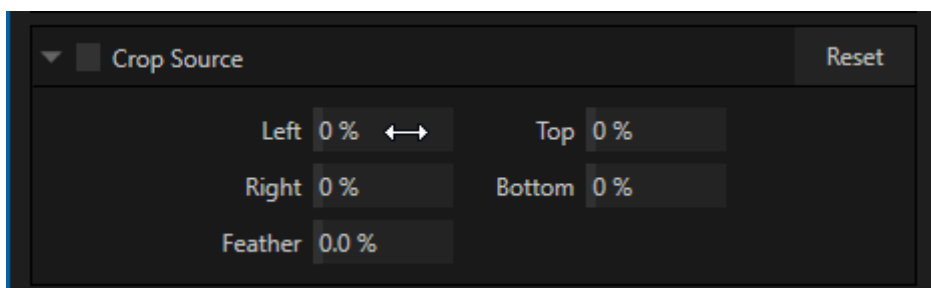 Crop Source Reset
Left 0 % Top 0 %
Right 0 % Bottom 0 %
Feather 0.0 %